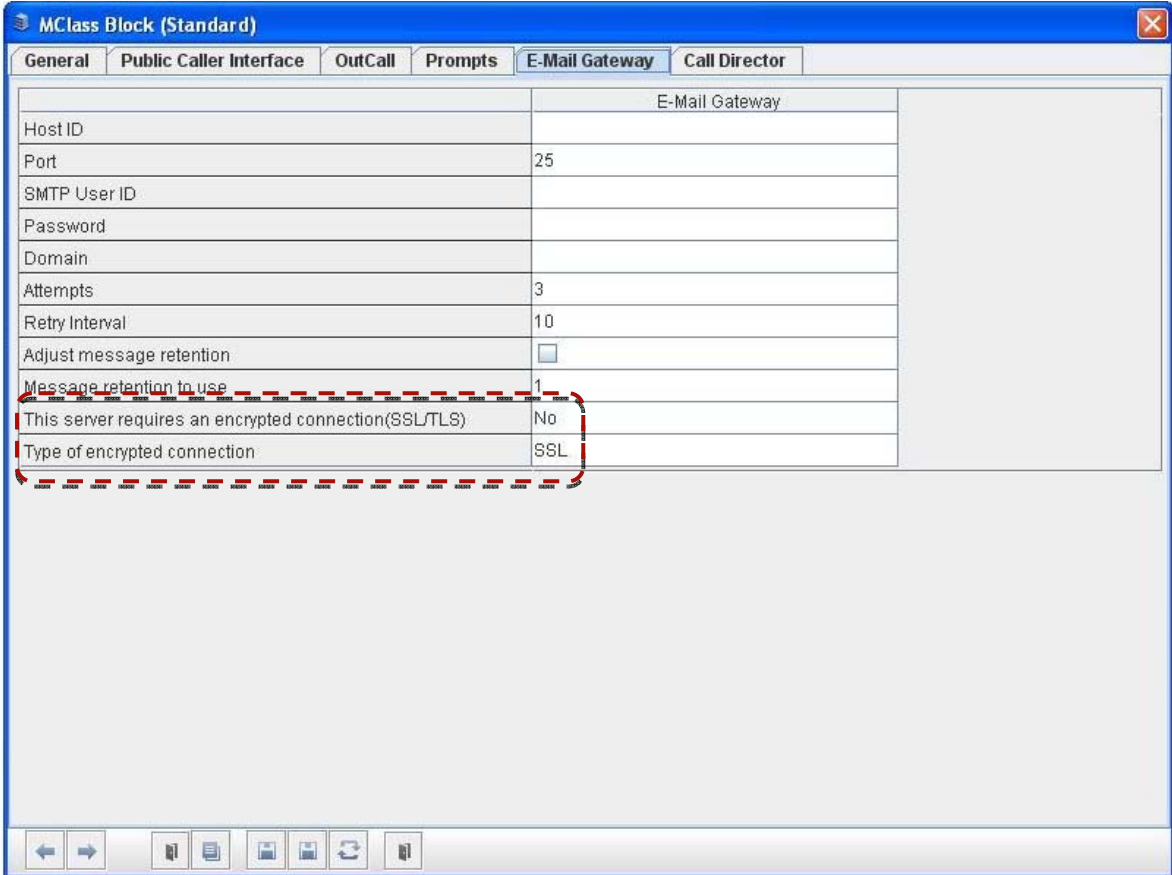 MClass Block (Standard)
General Public Caller Interface OutCall Prompts E-Mail Gateway Call Director
E-Mail Gateway
Host ID
Port 25
SMTP User ID
Password
Domain
Attempts 3
Retry Interval 10
Adjust message retention
Message retention to use 1
This server requires an encrypted connection(SSL/TLS) No
Type of encrypted connection SSL